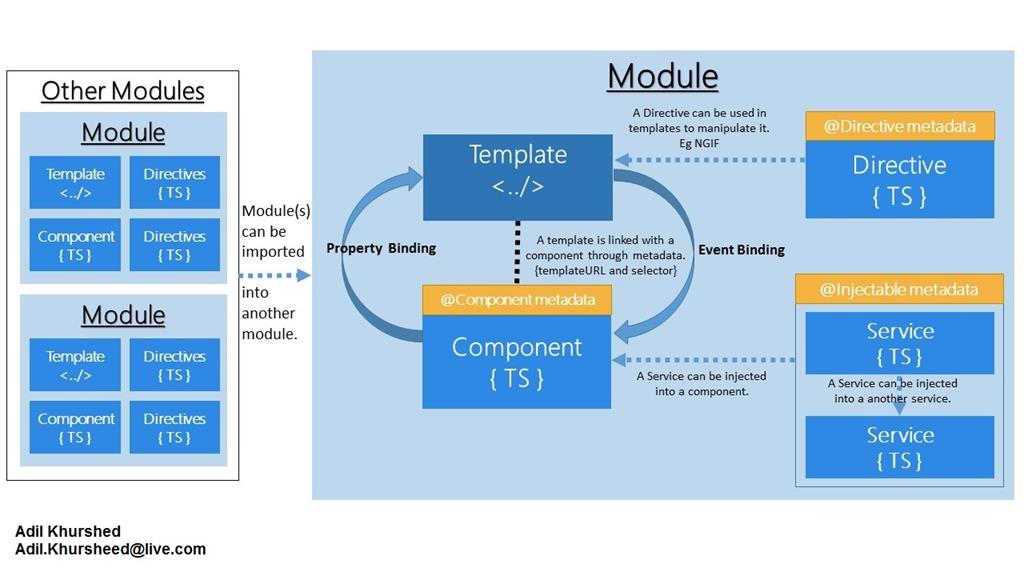 Other Modules
Module
Template
<../>
Directives
{ TS }
Component
{ TS }
Directives
{ TS }
Module
Template
<../>
Directives
{ TS }
Component
{ TS }
Directives
{ TS }
Module(s)
can be
imported
into
another
module.
Module
Template
<../>
A Directive can be used in
templates to manipulate it.
Eg NGIF
@Directive metadata
Directive
{ TS }
Property Binding
A template is linked with a
component through metadata.
{templateURL and selector}
Event Binding
@Component metadata
Component
{ TS }
A Service can be injected
into a component.
@Injectable metadata
Service
{ TS }
A Service can be injected
into a another service.
Service
{ TS }
Adil Khurshed
Adil.Khursheed@live.com